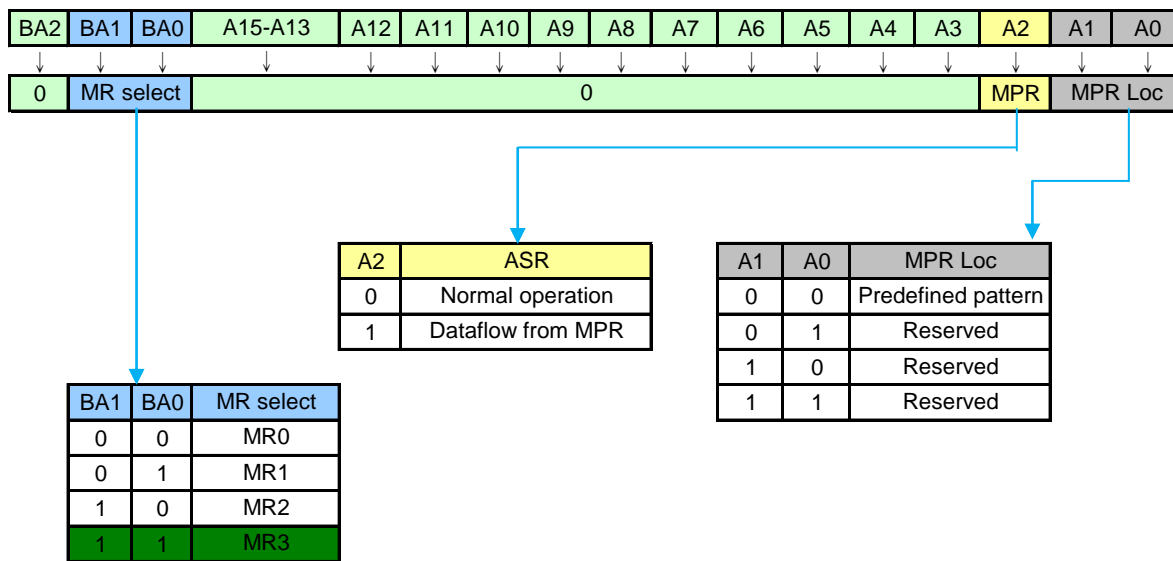 BA2 BA1 BA0 A15-A13 A12 A11 A10 A9 A8 A7 A6 A5 A4 A3 A2 A1 A0
0 MR select 0 MPR MPR Loc
A2 ASR
0 Normal operation
1 Dataflow from MPR
A1 A0 MPR Loc
0 0 Predefined pattern
0 1 Reserved
1 0 Reserved
1 1 Reserved
BA1 BA0 MR select
0 0 MR0
0 1 MR1
1 0 MR2
1 1 MR3